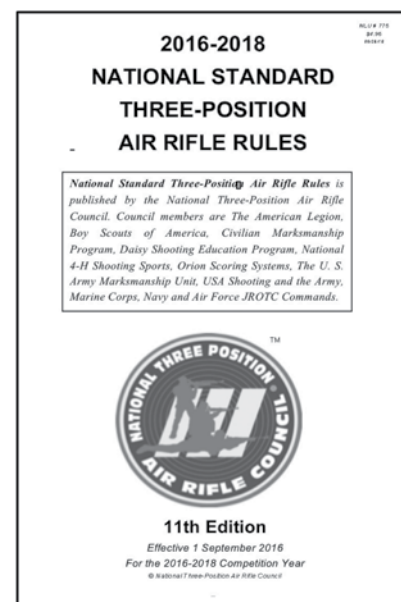 NLU# 775
2016-2018
NATIONAL STANDARD
THREE-POSITION
AIR RIFLE RULES
National Standard Three-Position Air Rifle Rules is
published by the National Three-Position Air Rifle
Council. Council members are The American Legion,
Boy Scouts of America, Civilian Marksmanship
Program, Daisy Shooting Education Program, National
4-H Shooting Sports, Orion Scoring Systems, The U. S.
Army Marksmanship Unit, USA Shooting and the Army,
Marine Corps, Navy and Air Force JROTC Commands.
TM
NATIONAL THREE POSITION
AIR RIFLE COUNCIL
11th Edition
Effective 1 September 2016
For the 2016-2018 Competition Year
© National Three-Position Air Rifle Council